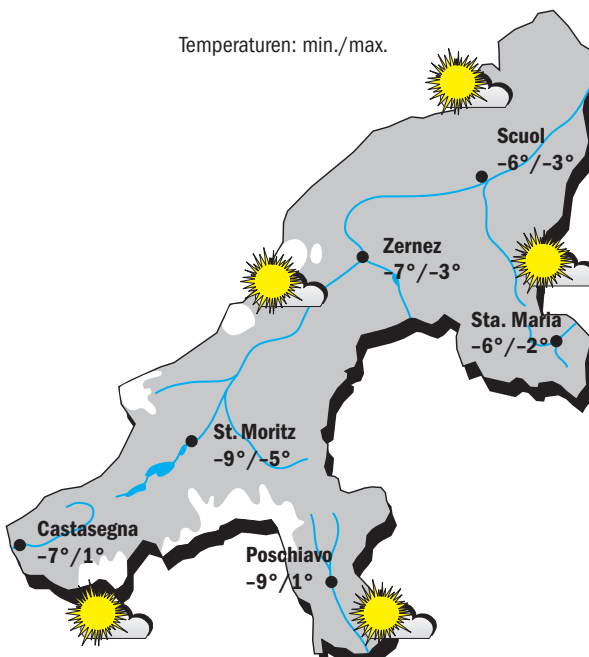 Temperaturen: min./max.
Scuol
–6°/–3°
Zernez
–7°/–3°
Sta. Maria
–6°/–2°
St. Moritz
–9°/–5°
Castasegna
–7°/1°
Poschiavo
–9°/1°